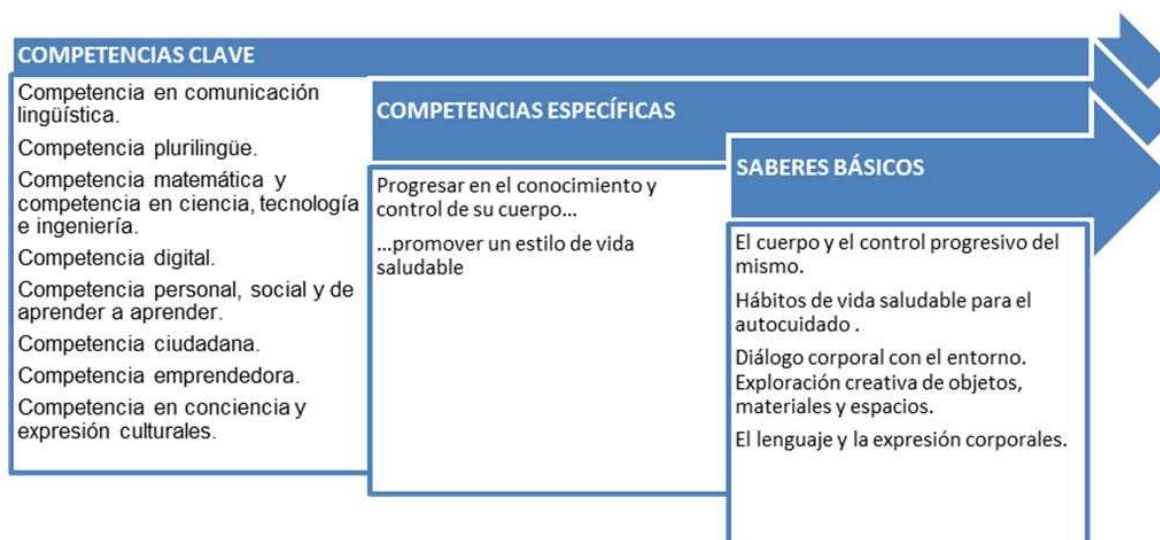 COMPETENCIAS CLAVE
Competencia en comunicación
lingüística.
Competencia plurilingüe.
Competencia matemática y
competencia en ciencia, tecnología
e ingeniería.
Competencia digital.
Competencia personal, social y de
aprender a aprender.
Competencia ciudadana.
Competencia emprendedora.
Competencia en conciencia y
expresión culturales.
COMPETENCIAS ESPECÍFICAS
Progresar en el conocimiento y
control de su cuerpo...
...promover un estilo de vida
saludable
SABERES BÁSICOS
El cuerpo y el control progresivo del
mismo.
Hábitos de vida saludable para el
autocuidado .
Diálogo corporal con el entorno.
Exploración creativa de objetos,
materiales y espacios.
El lenguaje y la expresión corporales.